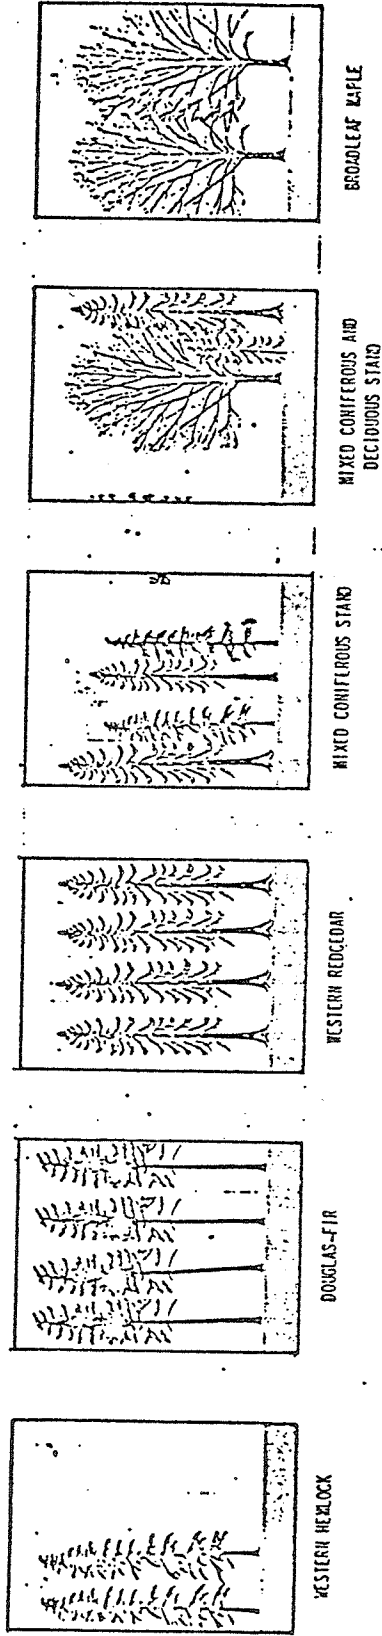 WESTERN HEMLOCK
DOUGLAS-FIR
WESTERN REDCEDAR
MIXED CONIFEROUS STAND
MIXED CONIFEROUS AND
DECIDUOUS STAND
BROADLEAF MAPLE